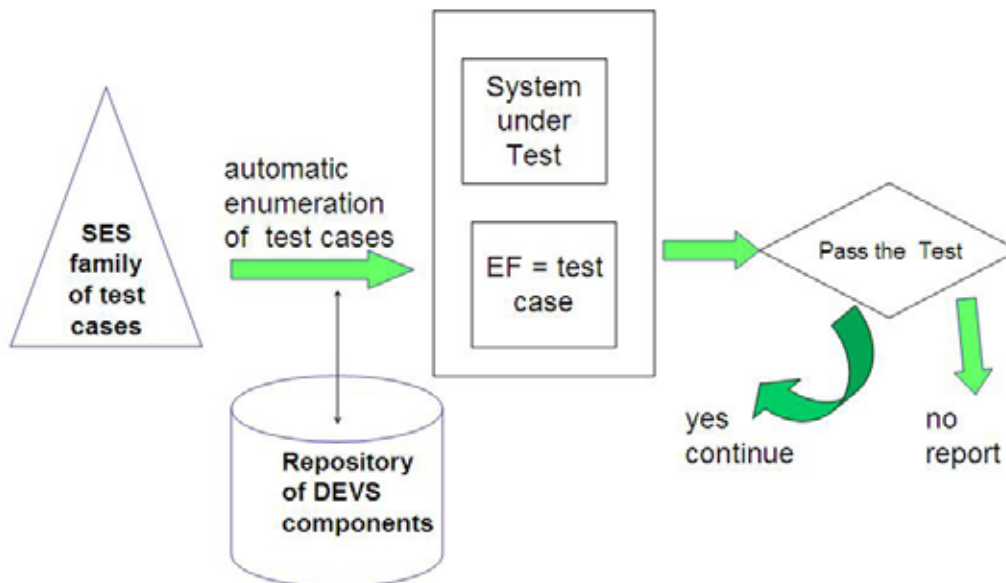 SES
family
of test
cases
automatic
enumeration
of test cases
Repository
of DEVS
components
System
under
Test
EF = test
case
Pass the Test
yes
continue
no
report